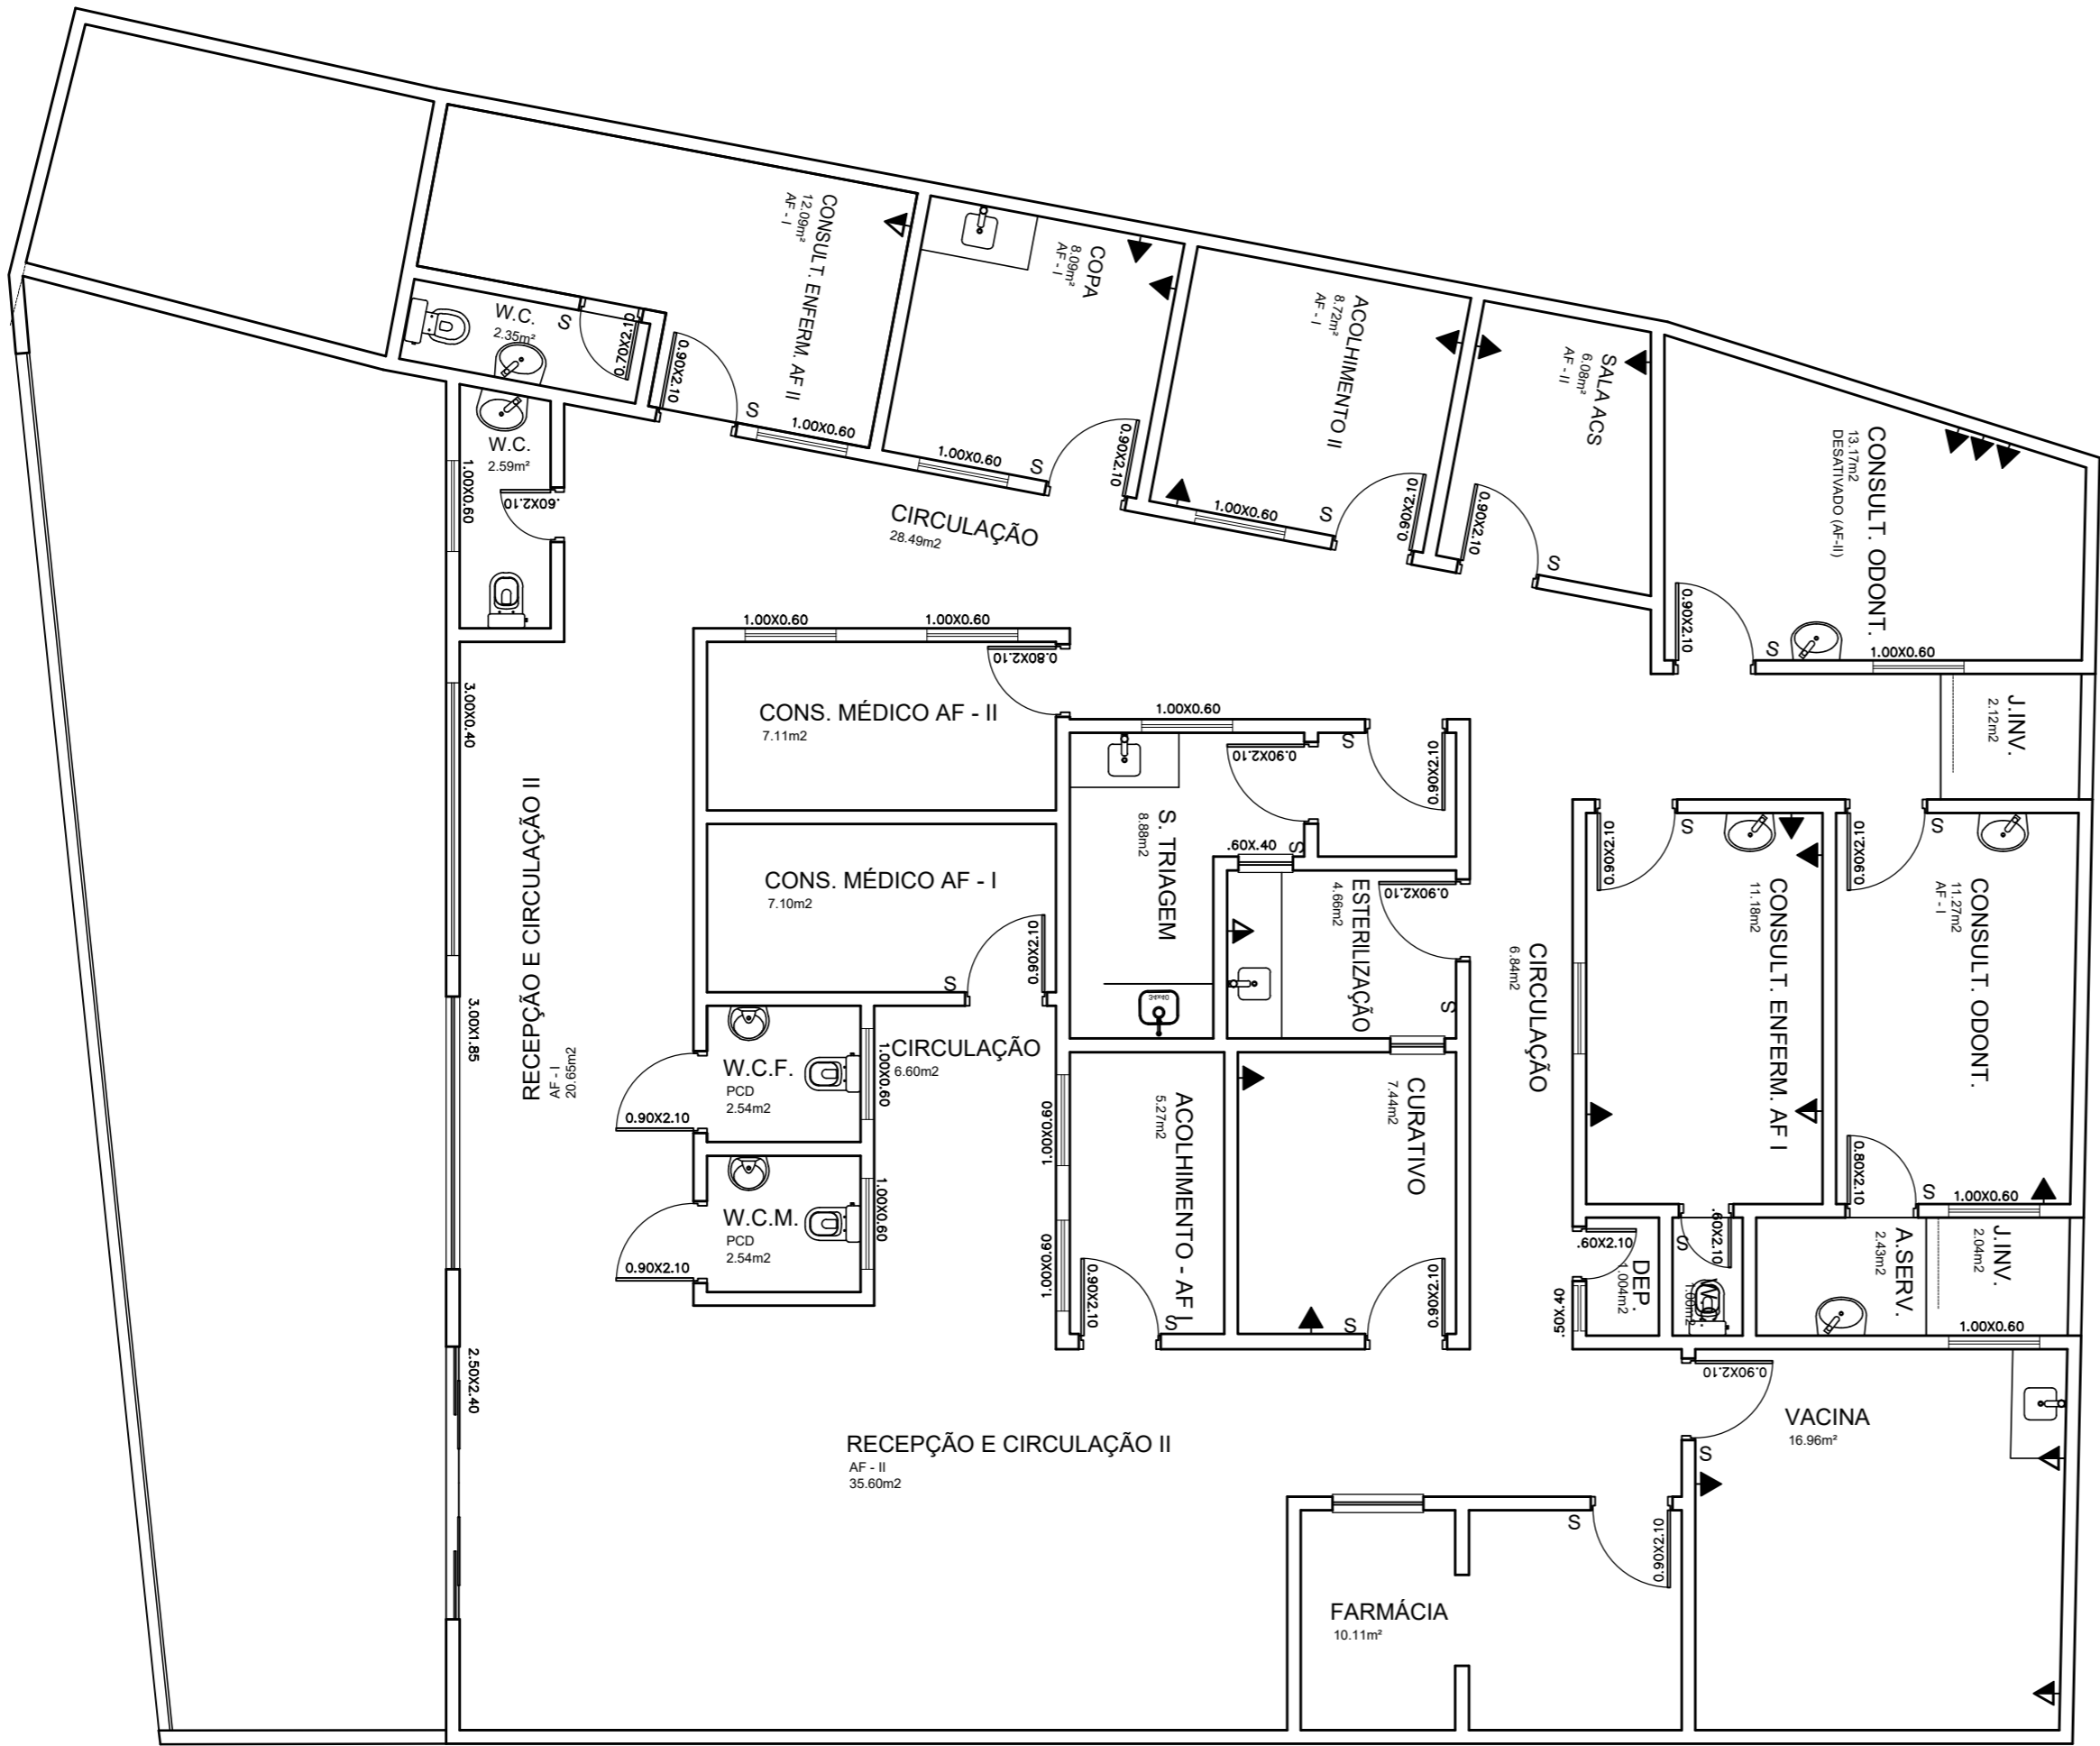 CONSULT. ENFERM. AF II
12.09m²
AF - I
COPA
8.09m²
AF - I
ACOLHIMENTO II
8.72m²
AF - I
SALA ACS
6.08m²
AF - II
CONSULT. ODONT.
13.17m2
DESATIVADO (AF-II)
W.C.
2.35m²
S
0.70X2.10
0.90X2.10
S
1.00X0.60
1.00X0.60
S
0.90X2.10
1.00X0.60
S
0.90X2.10
0.90X2.10
S
0.90X2.10
S
1.00X0.60
W.C.
2.59m²
1.00X0.60
.60X2.10
CIRCULAÇÃO
28.49m2
J.INV.
2.12m2
1.00X0.60
1.00X0.60
0.80X2.10
CONS. MÉDICO AF - II
7.11m2
3.00X0.40
1.00X0.60
S
0.90X2.10
0.90X2.10
S. TRIAGEM
8.88m2
.60X.40
S
34x40
RECEPÇÃO E CIRCULAÇÃO II
AF - I
20.65m2
CONS. MÉDICO AF - I
7.10m2
S
0.90X2.10
ESTERILIZAÇÃO
4.66m2
0.90X2.10
S
CIRCULAÇÃO
6.84m2
0.90X2.10
S
CONSULT. ENFERM. AF I
11.18m2
0.90X2.10
S
CONSULT. ODONT.
11.27m2
AF - I
0.80X2.10
S
1.00X0.60
3.00X1.85
W.C.F.
PCD
2.54m2
0.90X2.10
1.00X0.60
CIRCULAÇÃO
6.60m2
W.C.M.
PCD
2.54m2
0.90X2.10
1.00X0.60
1.00X0.60
1.00X0.60
ACOLHIMENTO - AF I
5.27m2
0.90X2.10
S
CURATIVO
7.44m2
S
0.90X2.10
.60X2.10
DEP.
1.004m2
.50X.40
.60X2.10
S
1.00m2
A.SERV.
2.43m2
J.INV.
2.04m2
1.00X0.60
2.50X2.40
RECEPÇÃO E CIRCULAÇÃO II
AF - II
35.60m2
0.90X2.10
S
VACINA
16.96m²
S
0.90X2.10
FARMÁCIA
10.11m²